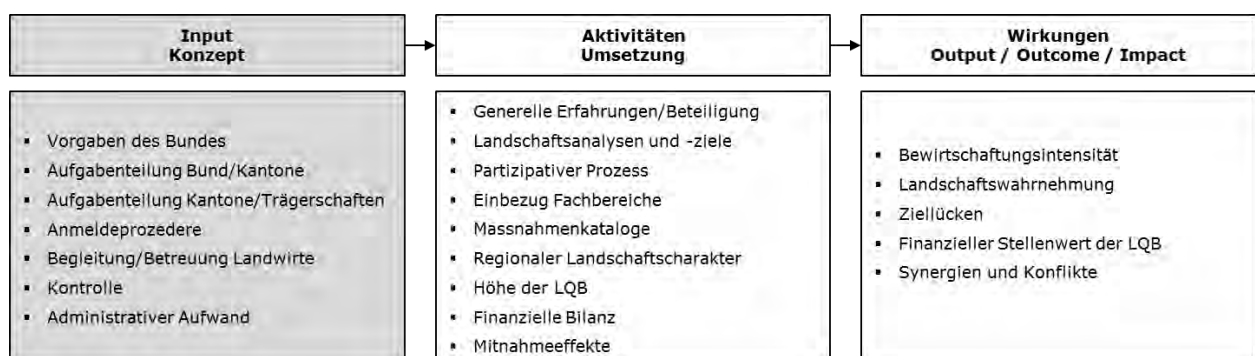 Input
Konzept
▪ Vorgaben des Bundes
▪ Aufgabenteilung Bund/Kantone
▪ Aufgabenteilung Kantone/Trägerschaften
▪ Anmeldeprozedere
▪ Begleitung/Betreuung Landwirte
▪ Kontrolle
▪ Administrativer Aufwand
Aktivitäten
Umsetzung
▪ Generelle Erfahrungen/Beteiligung
▪ Landschaftsanalysen und -ziele
▪ Partizipativer Prozess
▪ Einbezug Fachbereiche
▪ Massnahmenkataloge
▪ Regionaler Landschaftscharakter
▪ Höhe der LQB
▪ Finanzielle Bilanz
▪ Mitnahmeeffekte
Wirkungen
Output / Outcome / Impact
▪ Bewirtschaftungsintensität
▪ Landschaftswahrnehmung
▪ Ziellücken
▪ Finanzieller Stellenwert der LQB
▪ Synergien und Konflikte